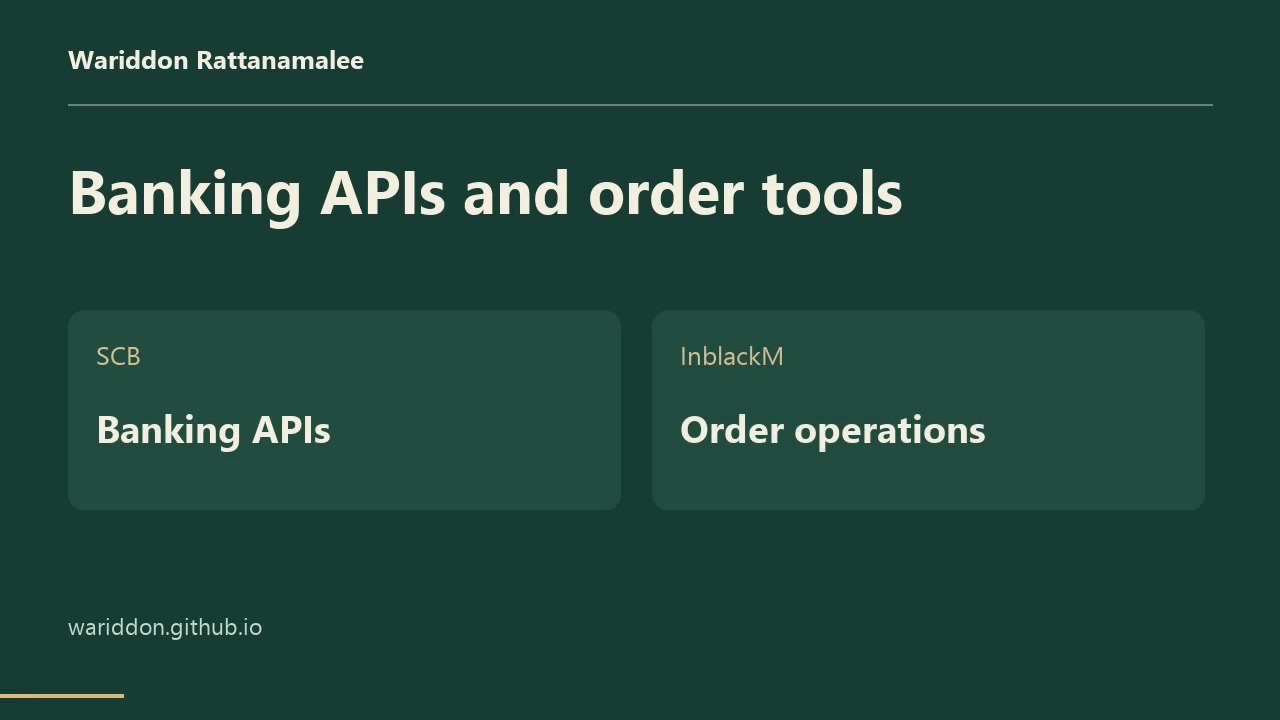 Wariddon Rattanamalee
Banking APIs and order tools
SCB
Banking APIs
InblackM
Order operations
wariddon.github.io